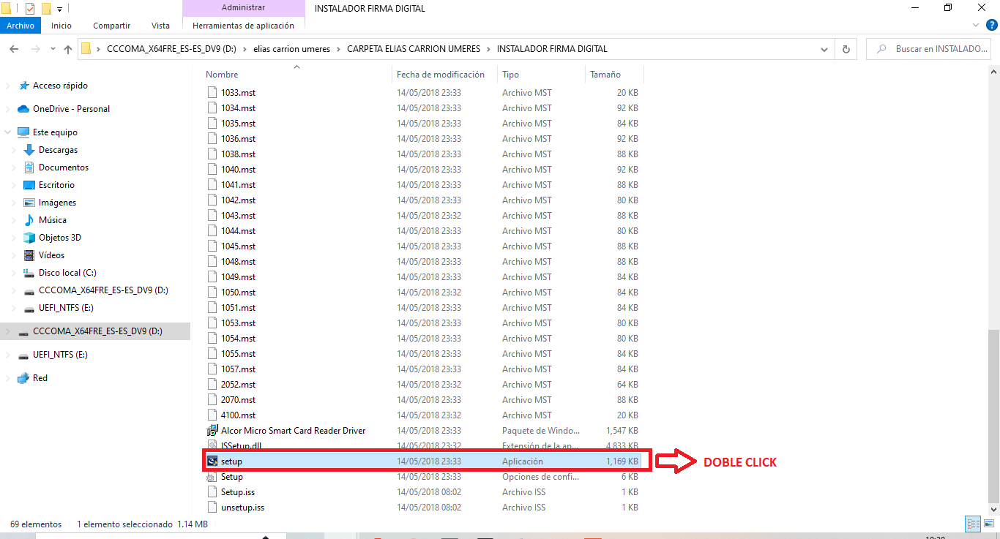 Administrar
INSTALADOR FIRMA DIGITAL
Archivo Inicio Compartir Vista Herramientas de aplicación
CCCOMA_X64FRE_ES-ES_DV9 (D:) elias carrion umeres CARPETA ELIAS CARRION UMERES INSTALADOR FIRMA DIGITAL
Buscar en INSTALADO...
Acceso rápido
OneDrive - Personal
Este equipo
Descargas
Documentos
Escritorio
Imágenes
Música
Objetos 3D
Vídeos
Disco local (C:)
CCCOMA_X64FRE_ES-ES_DV9 (D:)
UEFI_NTFS (E:)
CCCOMA_X64FRE_ES-ES_DV9 (D:)
UEFI_NTFS (E:)
Red
Nombre Fecha de modificación Tipo Tamaño
1033.mst 14/05/2018 23:33 Archivo MST 20 KB
1034.mst 14/05/2018 23:33 Archivo MST 92 KB
1035.mst 14/05/2018 23:33 Archivo MST 84 KB
1036.mst 14/05/2018 23:33 Archivo MST 92 KB
1038.mst 14/05/2018 23:33 Archivo MST 88 KB
1040.mst 14/05/2018 23:33 Archivo MST 92 KB
1041.mst 14/05/2018 23:33 Archivo MST 88 KB
1042.mst 14/05/2018 23:33 Archivo MST 80 KB
1043.mst 14/05/2018 23:32 Archivo MST 88 KB
1044.mst 14/05/2018 23:33 Archivo MST 80 KB
1045.mst 14/05/2018 23:33 Archivo MST 88 KB
1048.mst 14/05/2018 23:33 Archivo MST 88 KB
1049.mst 14/05/2018 23:33 Archivo MST 84 KB
1050.mst 14/05/2018 23:33 Archivo MST 84 KB
1051.mst 14/05/2018 23:33 Archivo MST 84 KB
1053.mst 14/05/2018 23:33 Archivo MST 80 KB
1054.mst 14/05/2018 23:33 Archivo MST 80 KB
1055.mst 14/05/2018 23:33 Archivo MST 84 KB
1057.mst 14/05/2018 23:33 Archivo MST 84 KB
2052.mst 14/05/2018 23:32 Archivo MST 64 KB
2070.mst 14/05/2018 23:33 Archivo MST 88 KB
4100.mst 14/05/2018 23:32 Archivo MST 20 KB
Alcor Micro Smart Card Reader Driver 14/05/2018 23:33 Paquete de Windo... 1,547 KB
ISSetup.dll 14/05/2018 23:32 Extensión de la ap... 4,833 KB
setup 14/05/2018 23:33 Aplicación 1,169 KB
DOBLE CLICK
Setup 14/05/2018 23:33 Opciones de confi... 6 KB
Setup.iss 14/05/2018 08:02 Archivo ISS 1 KB
unsetup.iss 14/05/2018 08:02 Archivo ISS 1 KB
69 elementos 1 elemento seleccionado 1.14 MB